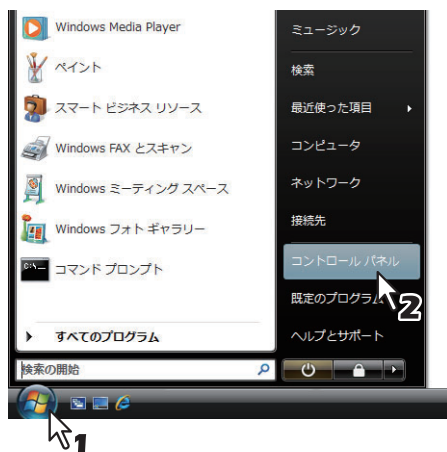 Windows Media Player
ペイント
スマート ビジネス リソース
Windows FAX とスキャン
Windows ミーティング スペース
Windows フォト ギャラリー
C:\_
コマンド プロンプト
すべてのプログラム
検索の開始
ミュージック
検索
最近使った項目
コンピュータ
ネットワーク
接続先
コントロール パネル
既定のプログラム
ヘルプとサポート
2
1